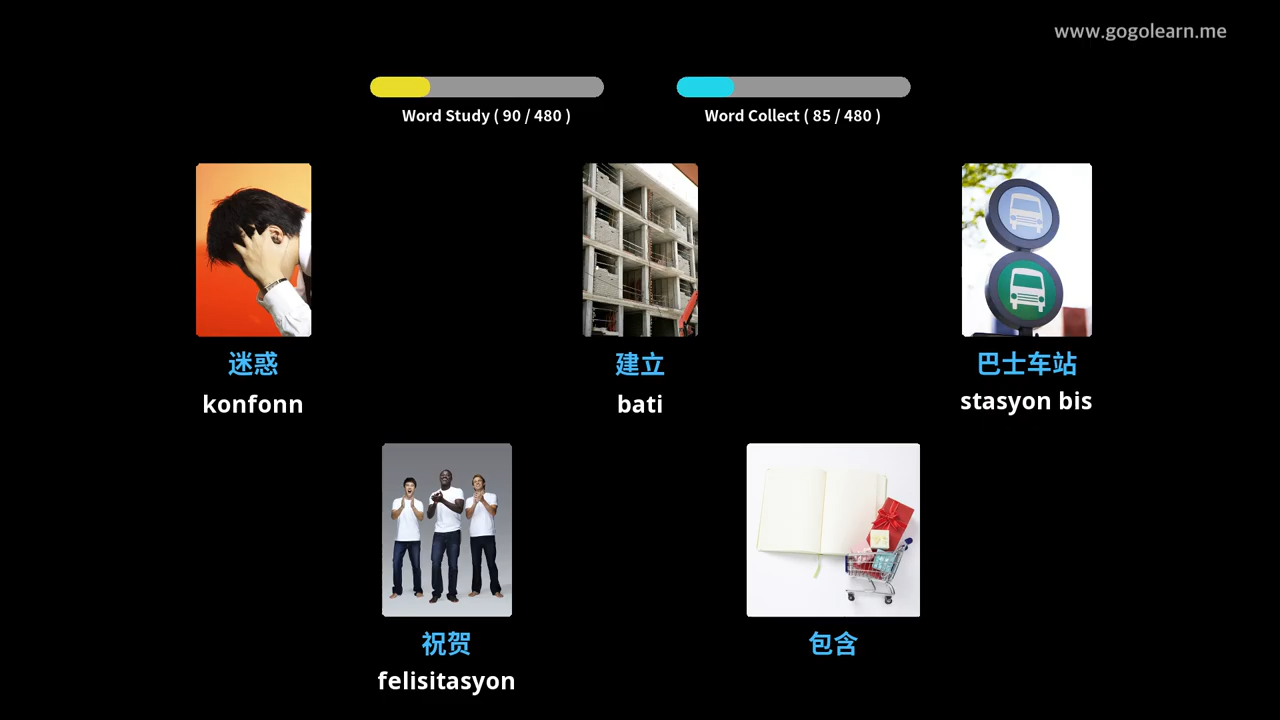 www.gogolearn.me
Word Study ( 90 / 480 )
Word Collect ( 85 / 480 )
迷惑
konfonn
建立
bati
巴士车站
stasyon bis
祝贺
felisitasyon
包含